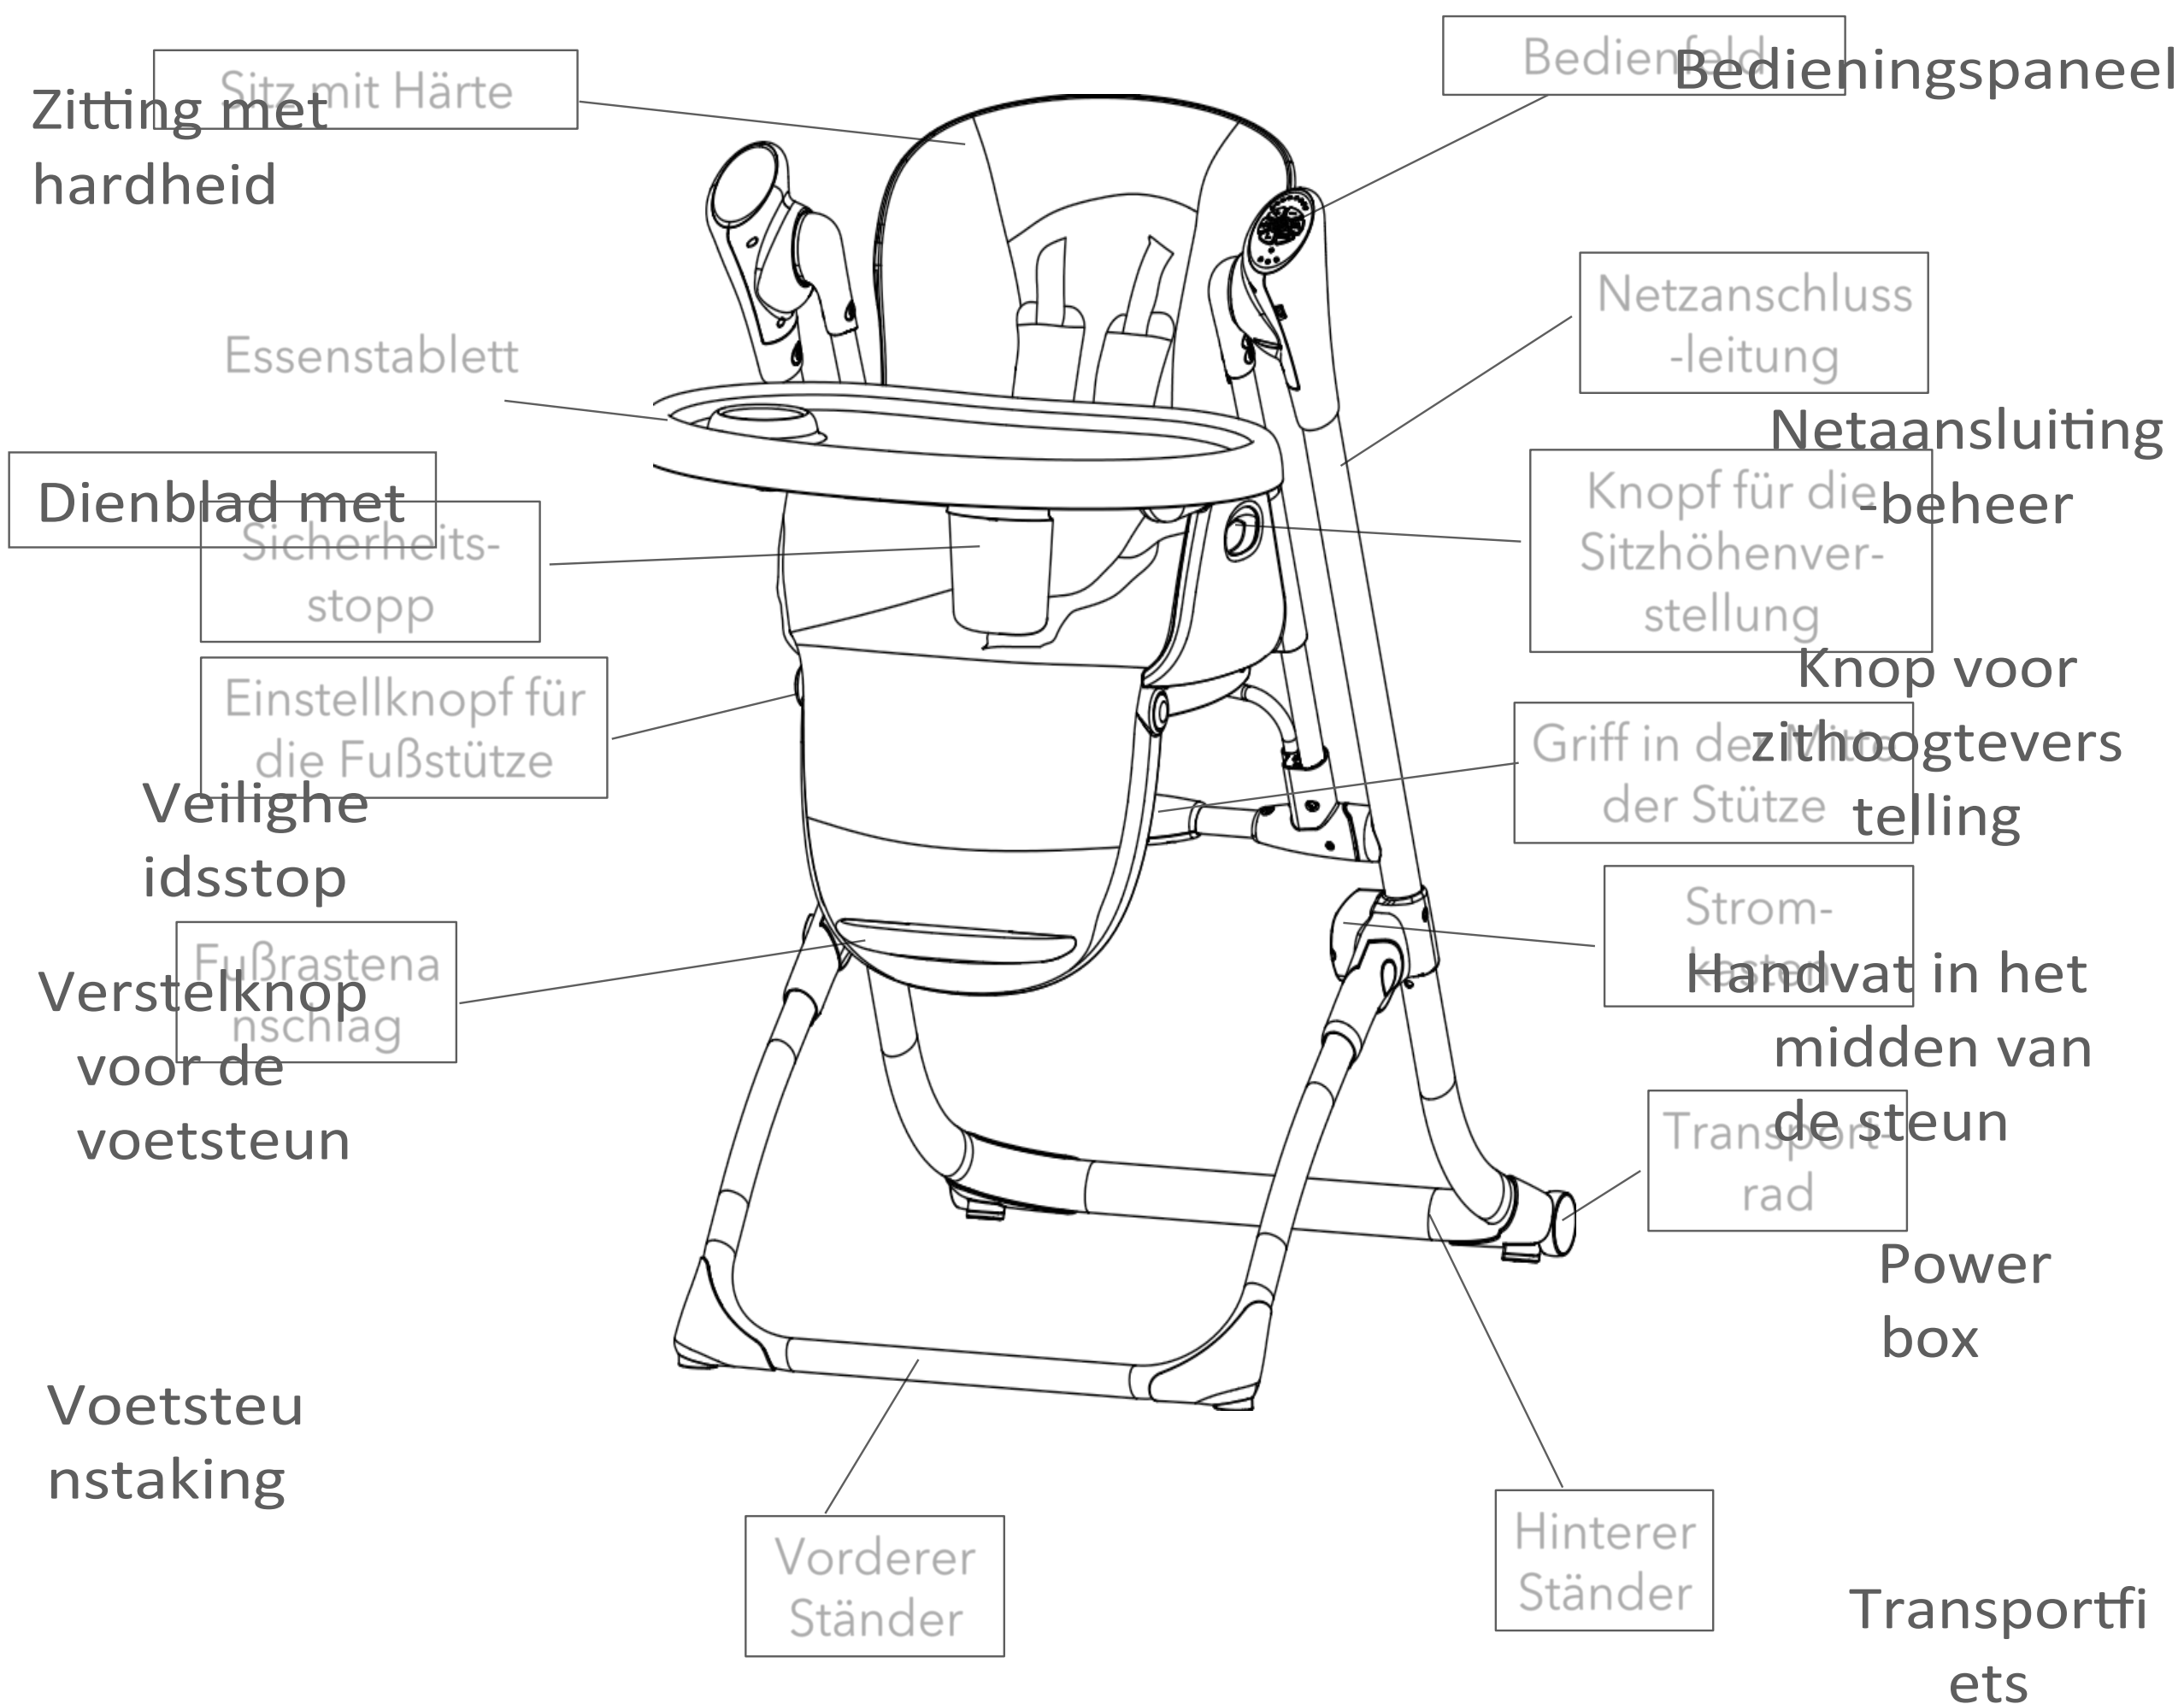 Sitz mit Härte
Zitting met
hardheid
Essenstablett
Dienblad met
Sicherheits-
stopp
Einstellknopf für
die Fußstütze
Veilighe
idsstop
Fußrastena
nschlag
Verstelknop
voor de
voetsteun
Voetsteu
nstaking
Vorderer
Ständer
Bedienfeld
Bedieningspaneel
Netzanschluss
-leitung
Netaansluiting
-beheer
Knopf für die
Sitzhöhenver-
stellung
Knop voor
zithoogtevers
telling
Griff in der Mitte
der Stütze
Strom-
kasten
Handvat in het
midden van
de steun
Transport-
rad
Power
box
Hinterer
Ständer
Transportfi
ets